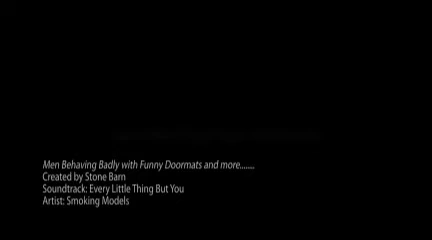 Men Behaving Badly with Funny Doormats and more.......
Created by Stone Barn
Soundtrack: Every Little Thing But You
Artist: Smoking Models